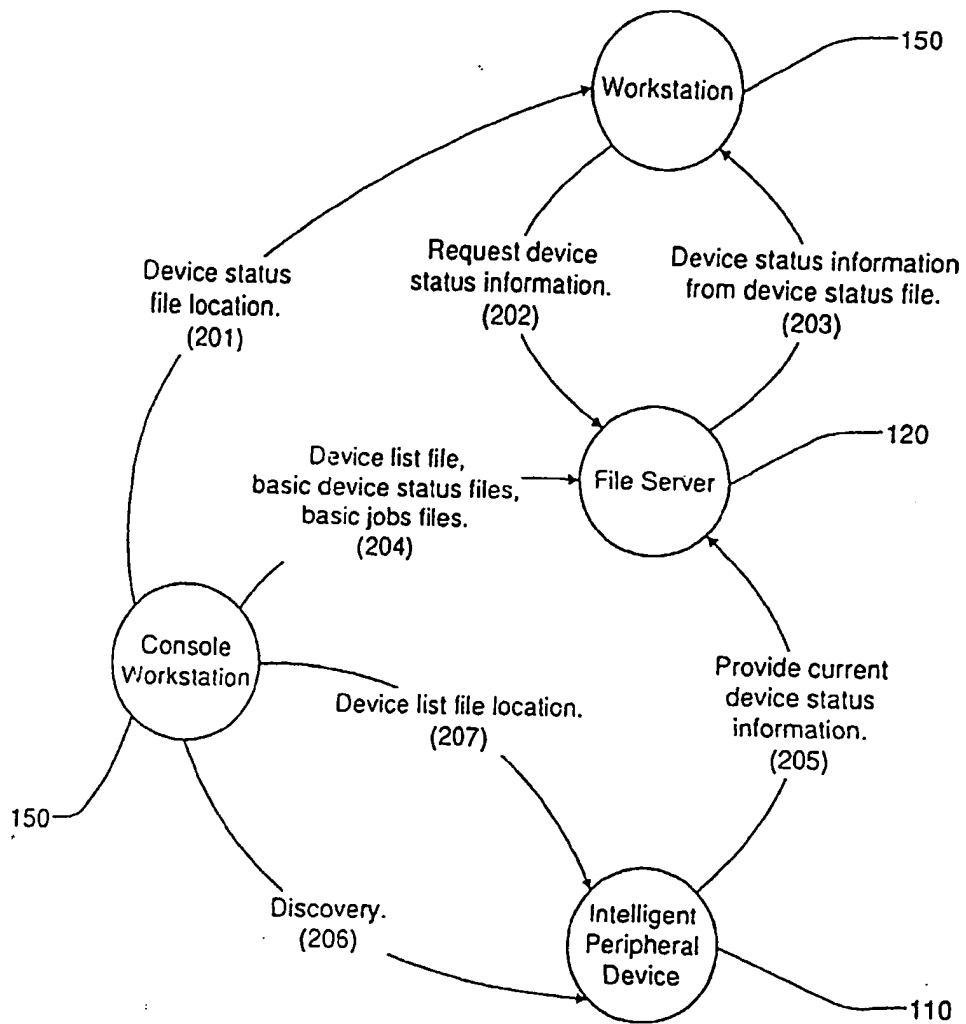 150
Workstation
Request device
status information.
(202)
Device status information
from device status file.
(203)
Device status
file location.
(201)
120
File Server
Device list file,
basic device status files,
basic jobs files.
(204)
Console
Workstation
Provide current
device status
information.
(205)
Device list file location.
(207)
150
Discovery.
(206)
Intelligent
Peripheral
Device
110